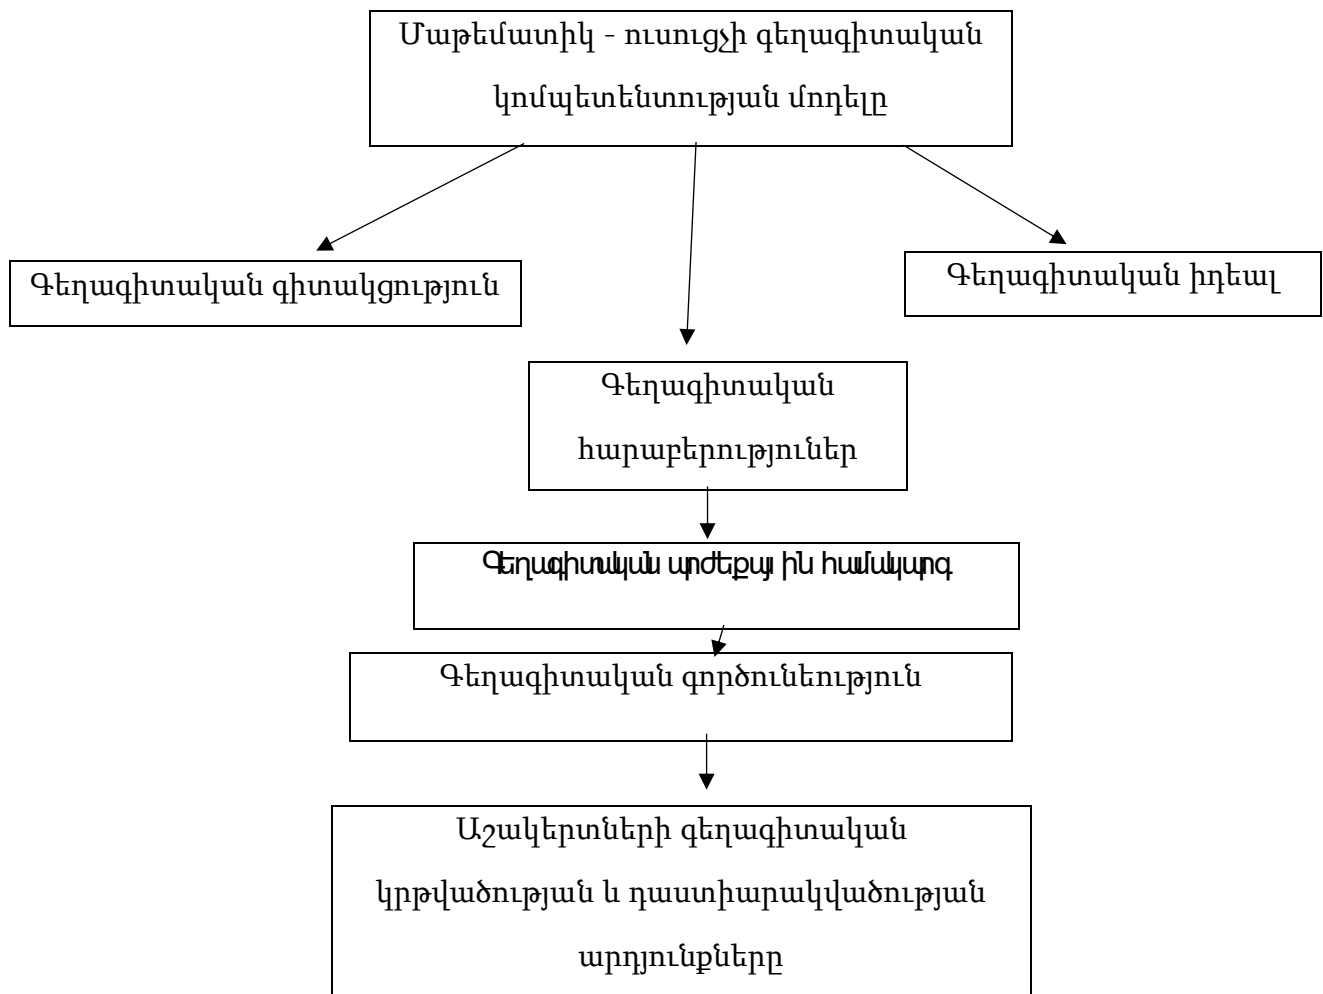 Մաթեմատիկ - ուսուցչի գեղագիտական
կոմպետենտության մոդելը
Գեղագիտական գիտակցություն
Գեղագիտական իդեալ
Գեղագիտական
հարաբերություներ
Գեղագիտական արժեքային համակարգ
Գեղագիտական գործունեություն
Աշակերտների գեղագիտական
կրթվածության և դաստիարակվածության
արդյունքները